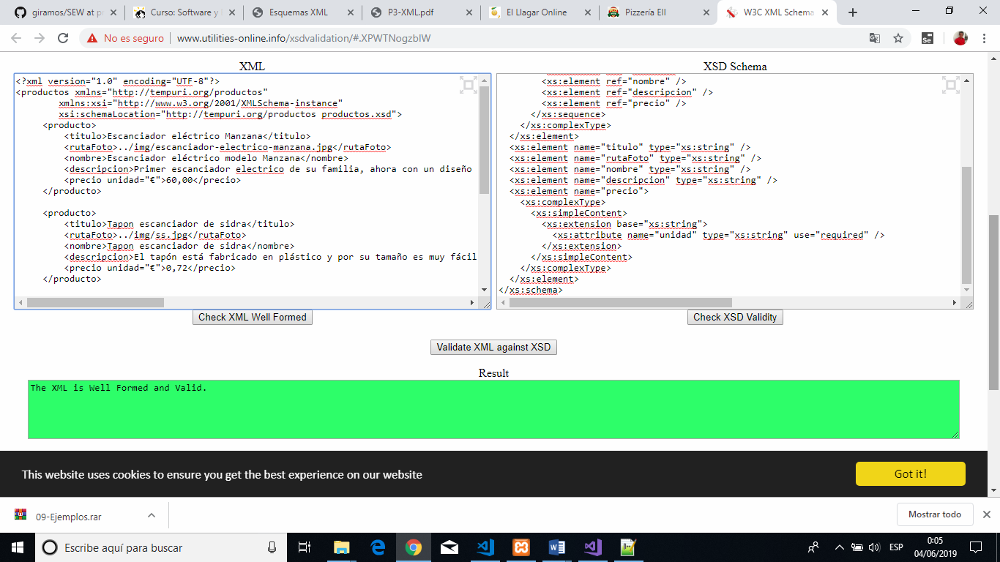 giramos/SEW at p
Curso: Software y
Esquemas XML
P3-XML.pdf
El Llagar Online
Pizzería Ell
W3C XML Schema
No es seguro
www.utilities-online.info/xsdvalidation/#.XPWTNogzbIW
XML
<?xml version="1.0" encoding="UTF-8"?>
<productos xmlns="http://tempuri.org/productos"
xmlns:xsi="http://www.w3.org/2001/XMLSchema-instance"
xsi:schemaLocation="http://tempuri.org/productos productos.xsd">
<producto>
<titulo>Escanciador eléctrico Manzana</titulo>
<rutaFoto>../img/escanciador-electrico-manzana.jpg</rutaFoto>
<nombre>Escanciador eléctrico modelo Manzana</nombre>
<descripcion>Primer escanciador electrico de su familia, ahora con un diseño
<precio unidad="€">60,00</precio>
</producto>
<producto>
<titulo>Tapon escanciador de sidra</titulo>
<rutaFoto>../img/ss.jpg</rutaFoto>
<nombre>Tapon escanciador de sidra</nombre>
<descripcion>El tapón está fabricado en plástico y por su tamaño es muy fácil
<precio unidad="€">0,72</precio>
</producto>
XSD Schema
<xs:element ref="nombre" />
<xs:element ref="descripcion" />
<xs:element ref="precio" />
</xs:sequence>
</xs:complexType>
</xs:element>
<xs:element name="titulo" type="xs:string" />
<xs:element name="rutaFoto" type="xs:string" />
<xs:element name="nombre" type="xs:string" />
<xs:element name="descripcion" type="xs:string" />
<xs:element name="precio">
<xs:complexType>
<xs:simpleContent>
<xs:extension base="xs:string">
<xs:attribute name="unidad" type="xs:string" use="required" />
</xs:extension>
</xs:simpleContent>
</xs:complexType>
</xs:element>
</xs:schema>
Check XML Well Formed
Check XSD Validity
Validate XML against XSD
Result
The XML is Well Formed and Valid.
This website uses cookies to ensure you get the best experience on our website
Got it!
09-Ejemplos.rar
Mostrar todo
Escribe aquí para buscar
ESP
0:05
04/06/2019